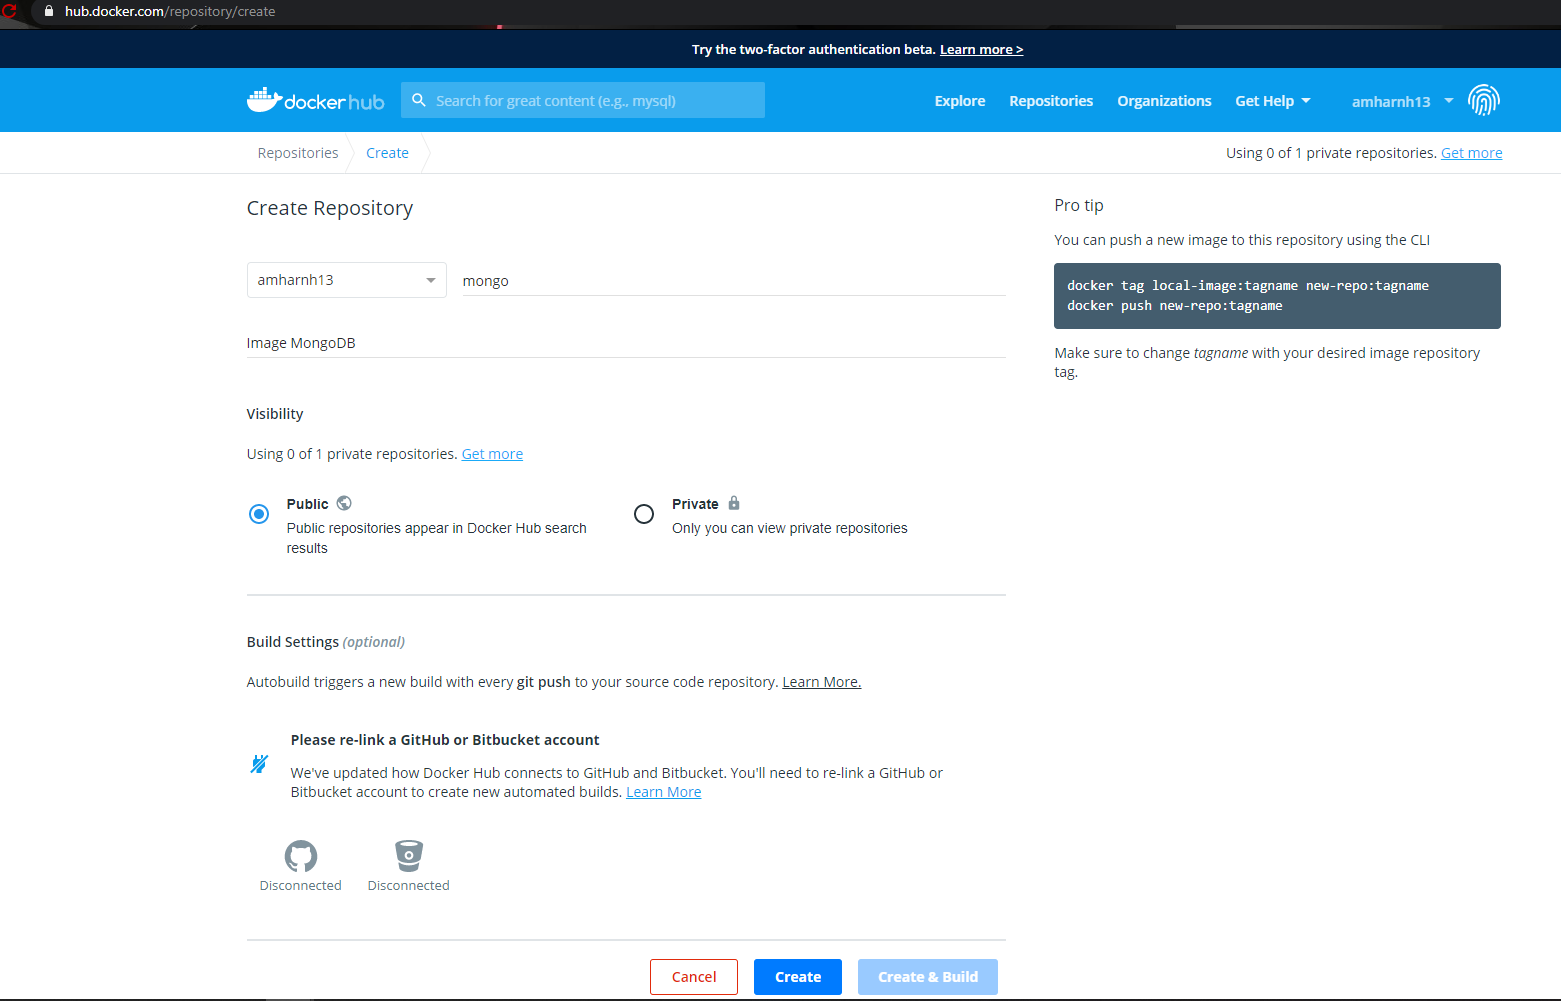 hub.docker.com/repository/create
Try the two-factor authentication beta. Learn more >
dockerhub
Search for great content (e.g., mysql)
Explore
Repositories
Organizations
Get Help
amharnh13
Repositories
Create
Using 0 of 1 private repositories. Get more
Create Repository
amharnh13
mongo
Image MongoDB
Visibility
Using 0 of 1 private repositories. Get more
Public
Public repositories appear in Docker Hub search
results
Private
Only you can view private repositories
Build Settings (optional)
Autobuild triggers a new build with every git push to your source code repository. Learn More.
Please re-link a GitHub or Bitbucket account
We've updated how Docker Hub connects to GitHub and Bitbucket. You'll need to re-link a GitHub or
Bitbucket account to create new automated builds. Learn More
Disconnected
Disconnected
Cancel
Create
Create & Build
Pro tip
You can push a new image to this repository using the CLI
docker tag local-image:tagname new-repo:tagname
docker push new-repo:tagname
Make sure to change tagname with your desired image repository
tag.